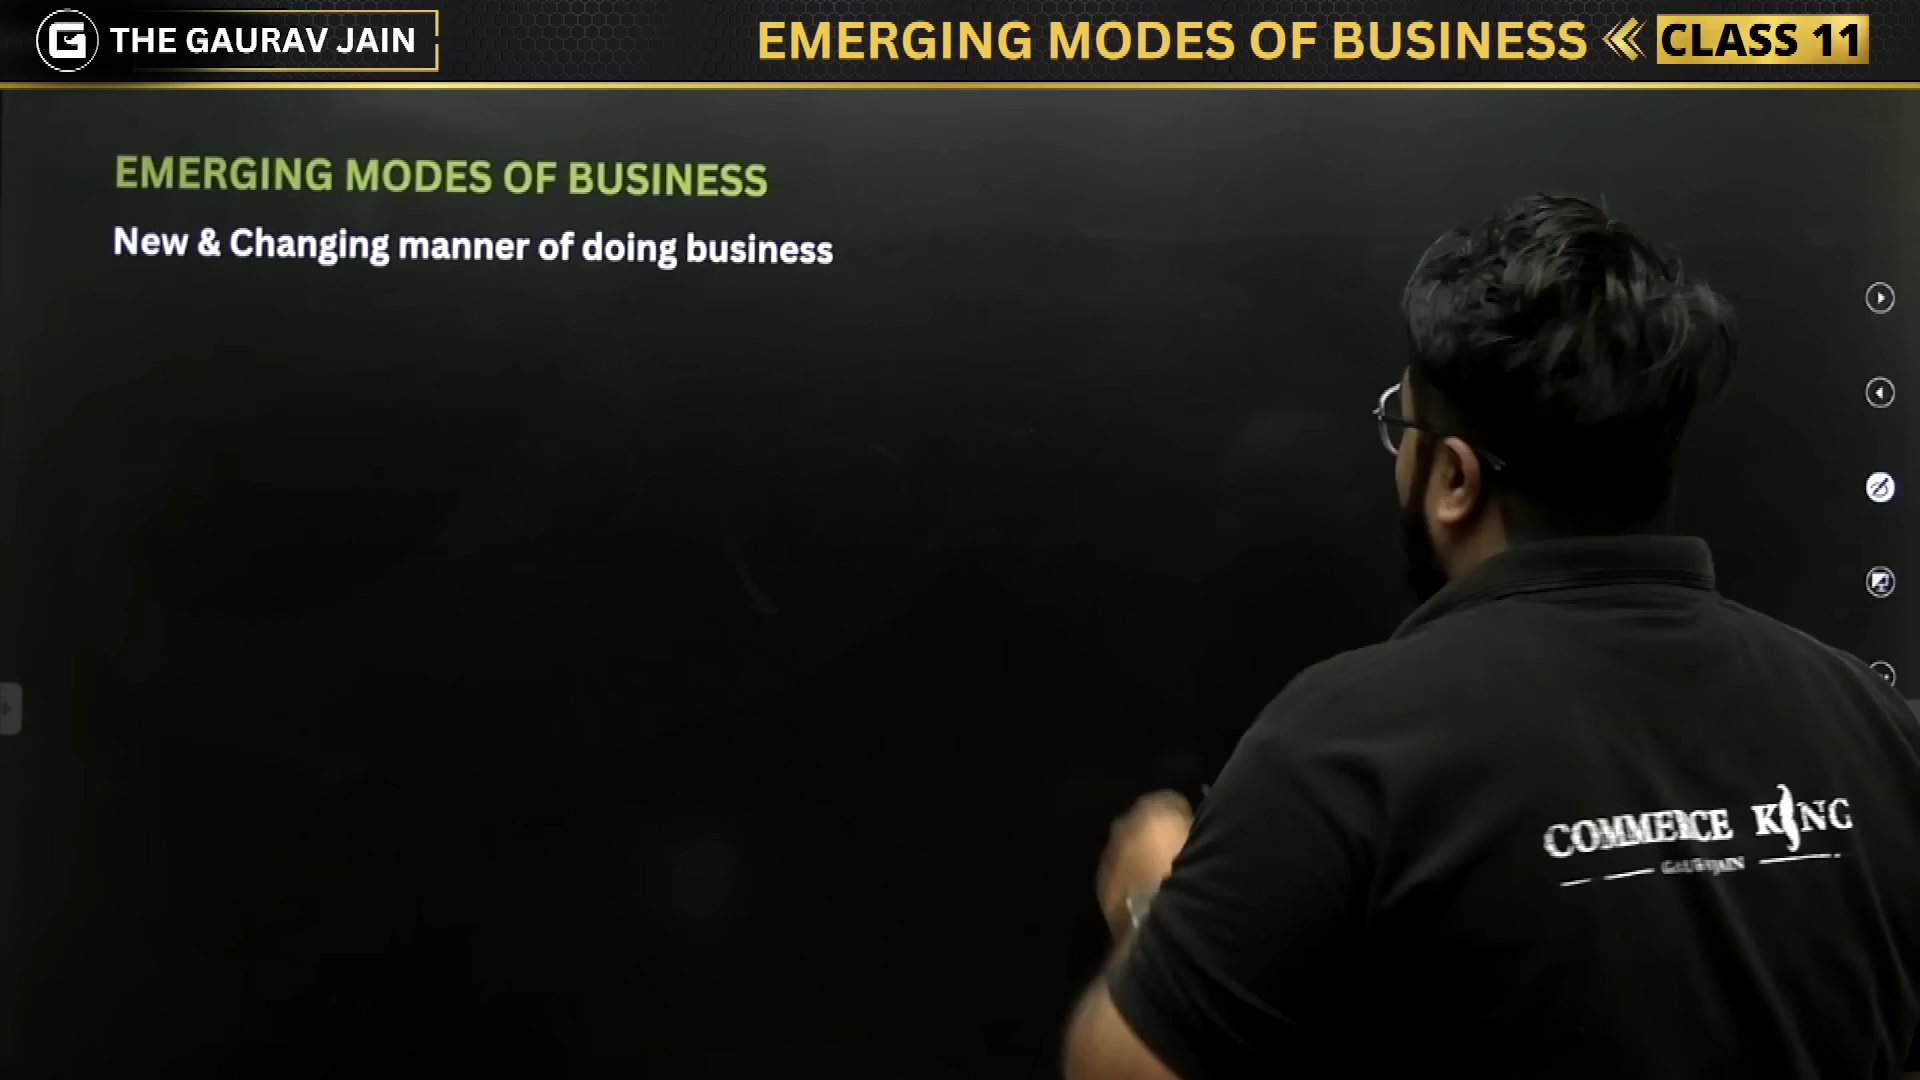 THE GAURAV JAIN
EMERGING MODES OF BUSINESS
CLASS 11
EMERGING MODES OF BUSINESS
New & Changing manner of doing business
COMMERCE KING